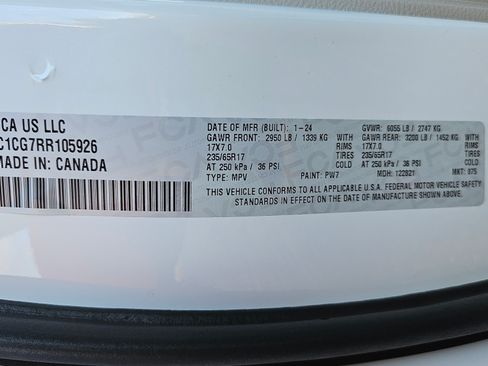 CA US LLC
C1CG7RR105926
MADE IN: CANADA
DATE OF MFR (BUILT): 1-24 GVWR: 6055 LB / 2747 KG
GAWR FRONT: 2950 LB / 1339 KG WITH GAWR REAR: 3200 LB / 1452 KG WITH
17X7.0 RIMS 17X7.0 RIMS
235/65R17 TIRES 235/65R17 TIRES
AT 250 kPa / 36 PSI COLD AT 250 kPa / 36 PSI COLD
TYPE: MPV PAINT: PW7 MDH: 122821 MKT: 975
THIS VEHICLE CONFORMS TO ALL APPLICABLE U.S.A. FEDERAL MOTOR VEHICLE SAFETY
STANDARDS IN EFFECT ON THE DATE OF MANUFACTURE SHOWN ABOVE.